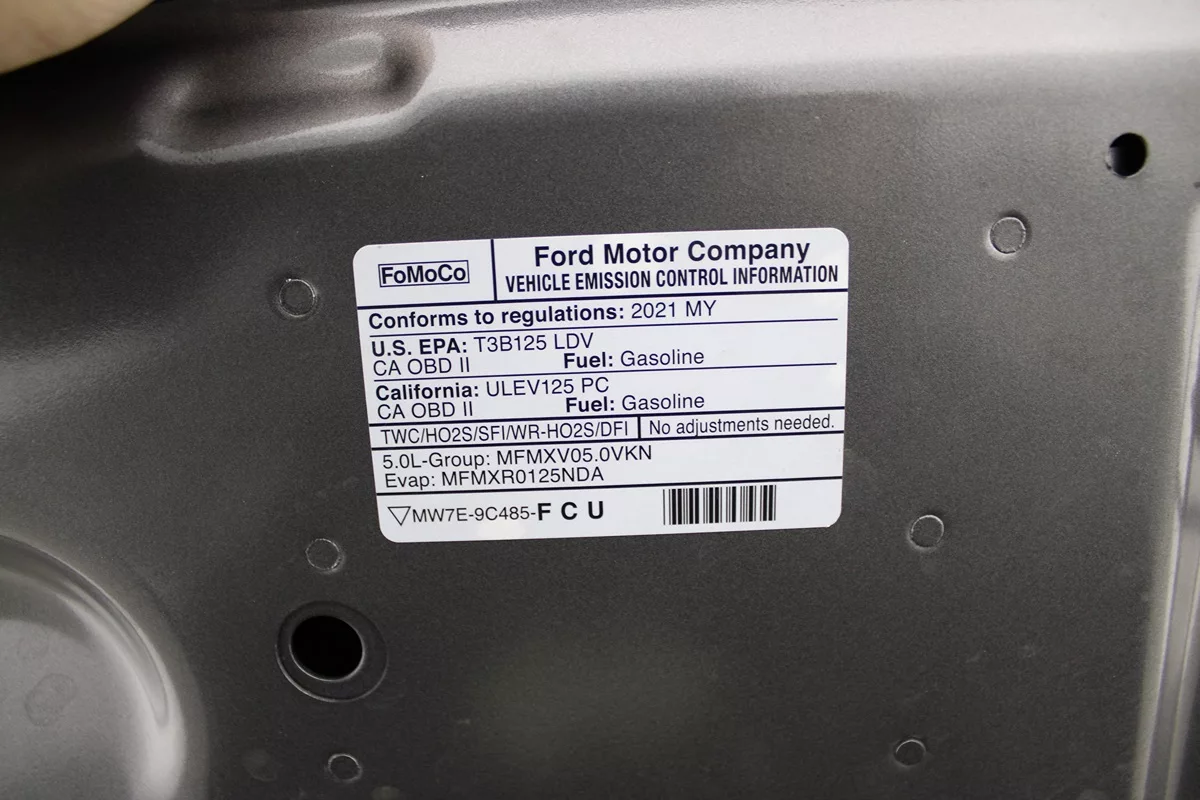 FoMoCo
Ford Motor Company
VEHICLE EMISSION CONTROL INFORMATION
Conforms to regulations: 2021 MY
U.S. EPA: T3B125 LDV
CA OBD II Fuel: Gasoline
California: ULEV125 PC
CA OBD II Fuel: Gasoline
TWC/HO2S/SFI/WR-HO2S/DFI No adjustments needed.
5.0L-Group: MFMXV05.0VKN
Evap: MFMXR0125NDA
MW7E-9C485-F C U